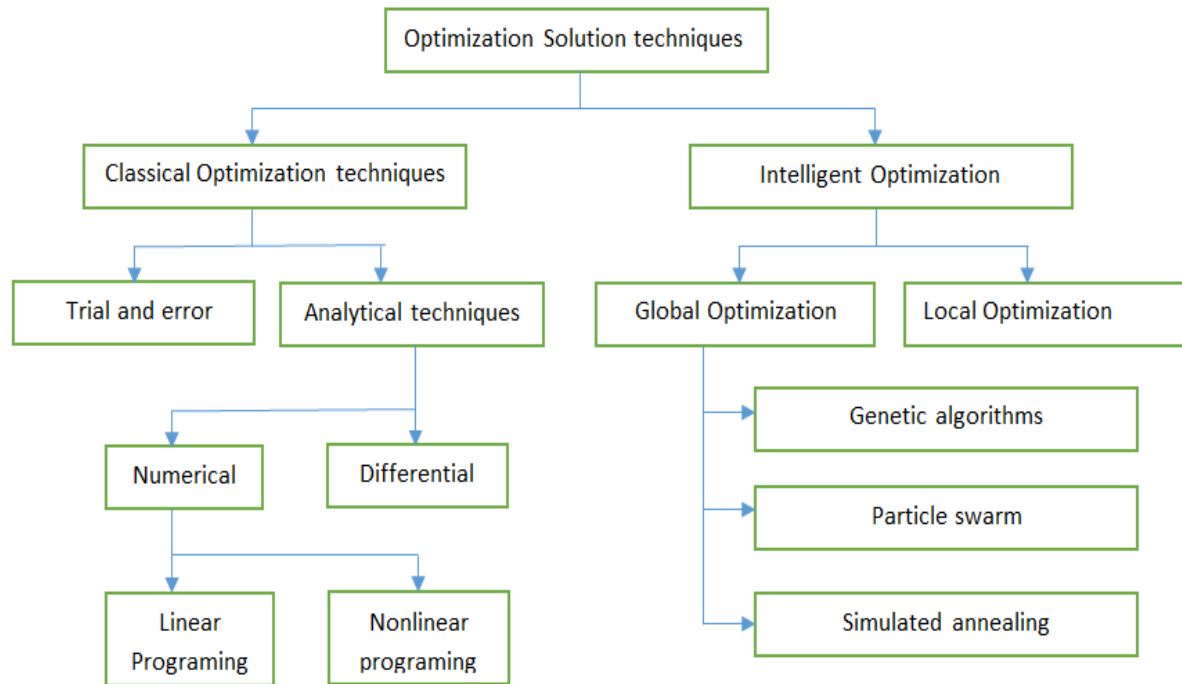 Optimization Solution techniques
Classical Optimization techniques
Intelligent Optimization
Trial and error
Analytical techniques
Global Optimization
Local Optimization
Genetic algorithms
Numerical
Differential
Particle swarm
Linear
Programing
Nonlinear
programing
Simulated annealing